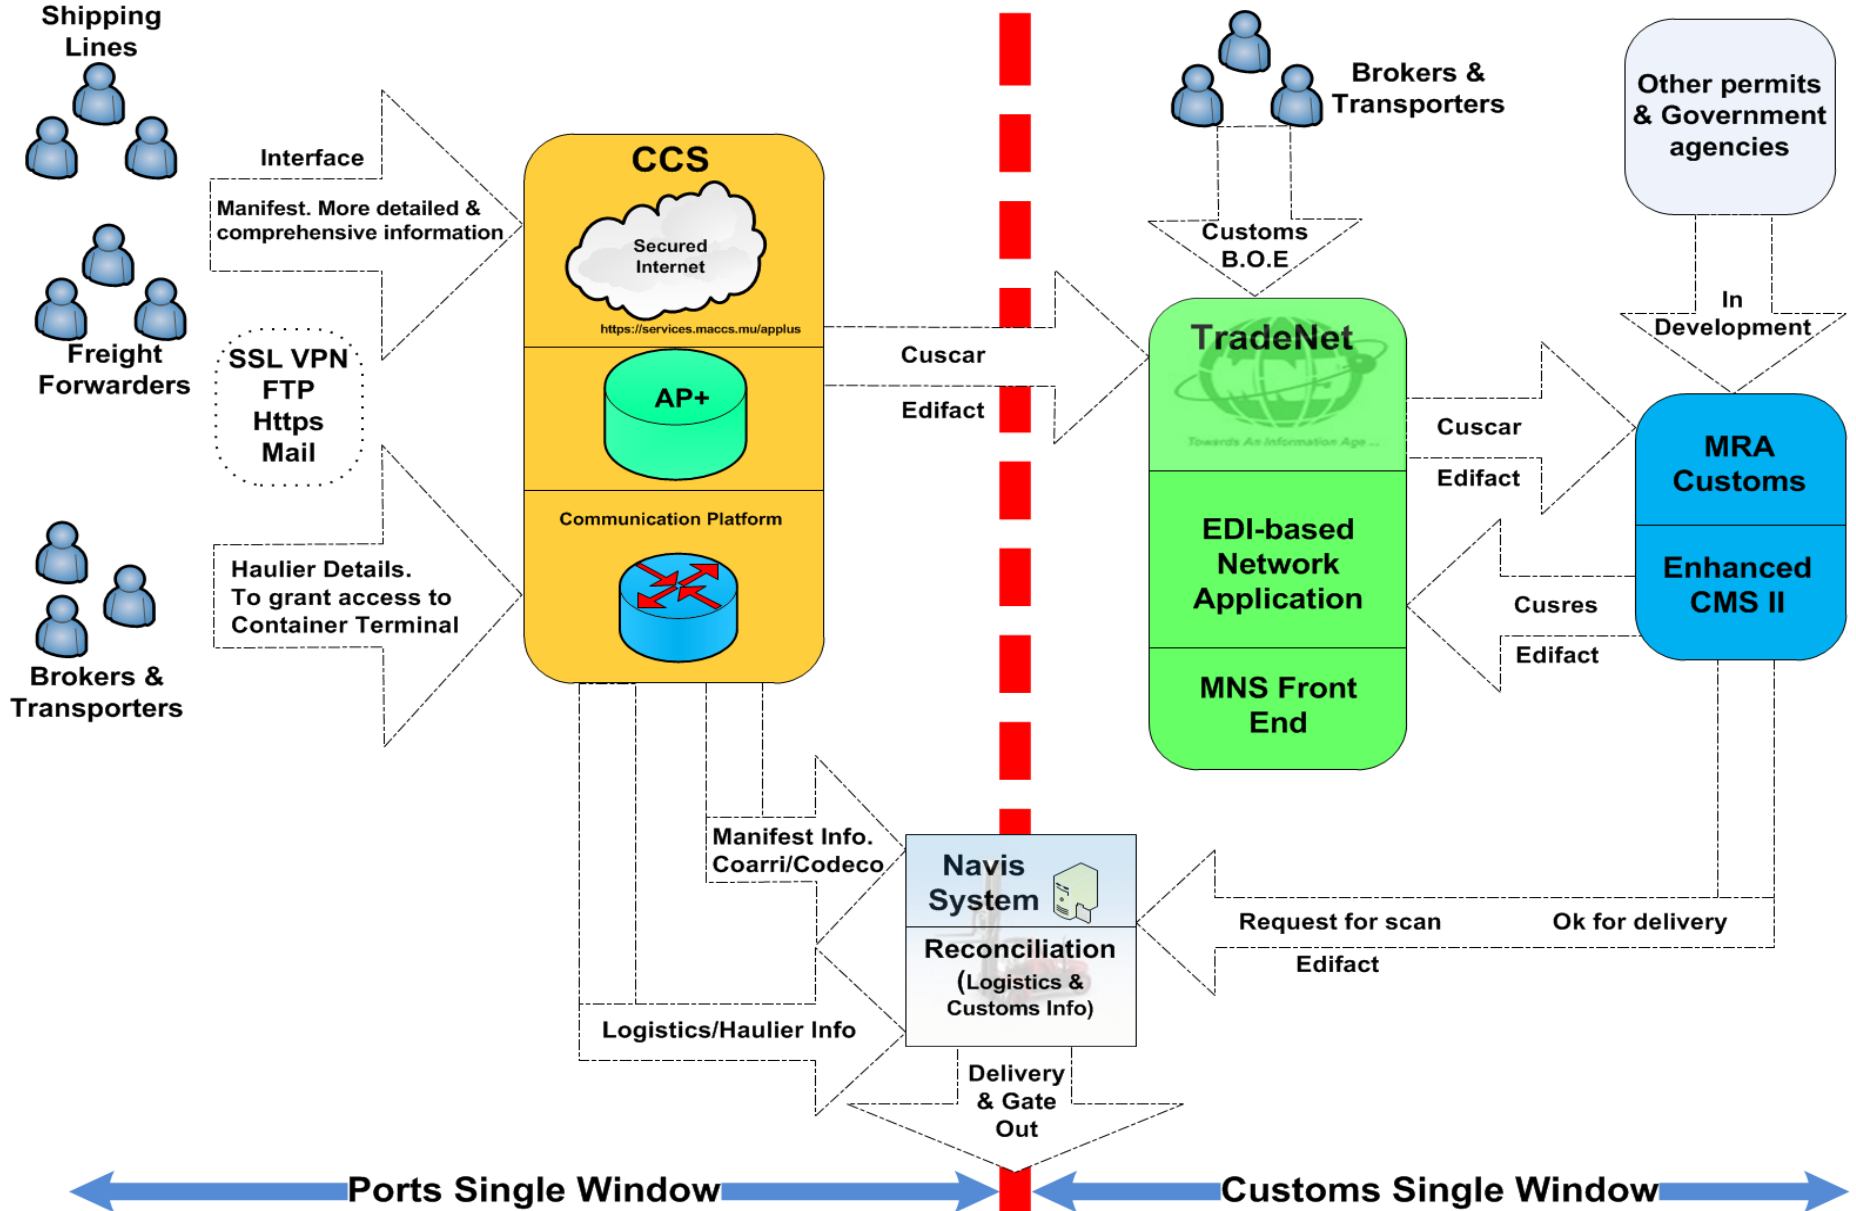 Shipping
Lines
Interface
Manifest. More detailed &
comprehensive information
Freight
Forwarders
SSL VPN
FTP
Https
Mail
Haulier Details.
To grant access to
Container Terminal
Brokers &
Transporters
CCS
Secured
Internet
https://services.maccs.mu/applus
AP+
Communication Platform
Cuscar
Edifact
Brokers &
Transporters
Customs
B.O.E
TradeNet
Towards An Information Age ...
EDI-based
Network
Application
MNS Front
End
Other permits
& Government
agencies
In
Development
Cuscar
Edifact
MRA
Customs
Enhanced
CMS II
Cusres
Edifact
Manifest Info.
Coarri/Codeco
Logistics/Haulier Info
Navis
System
Reconciliation
(Logistics &
Customs Info)
Request for scan
Ok for delivery
Edifact
Delivery
& Gate
Out
Ports Single Window
Customs Single Window